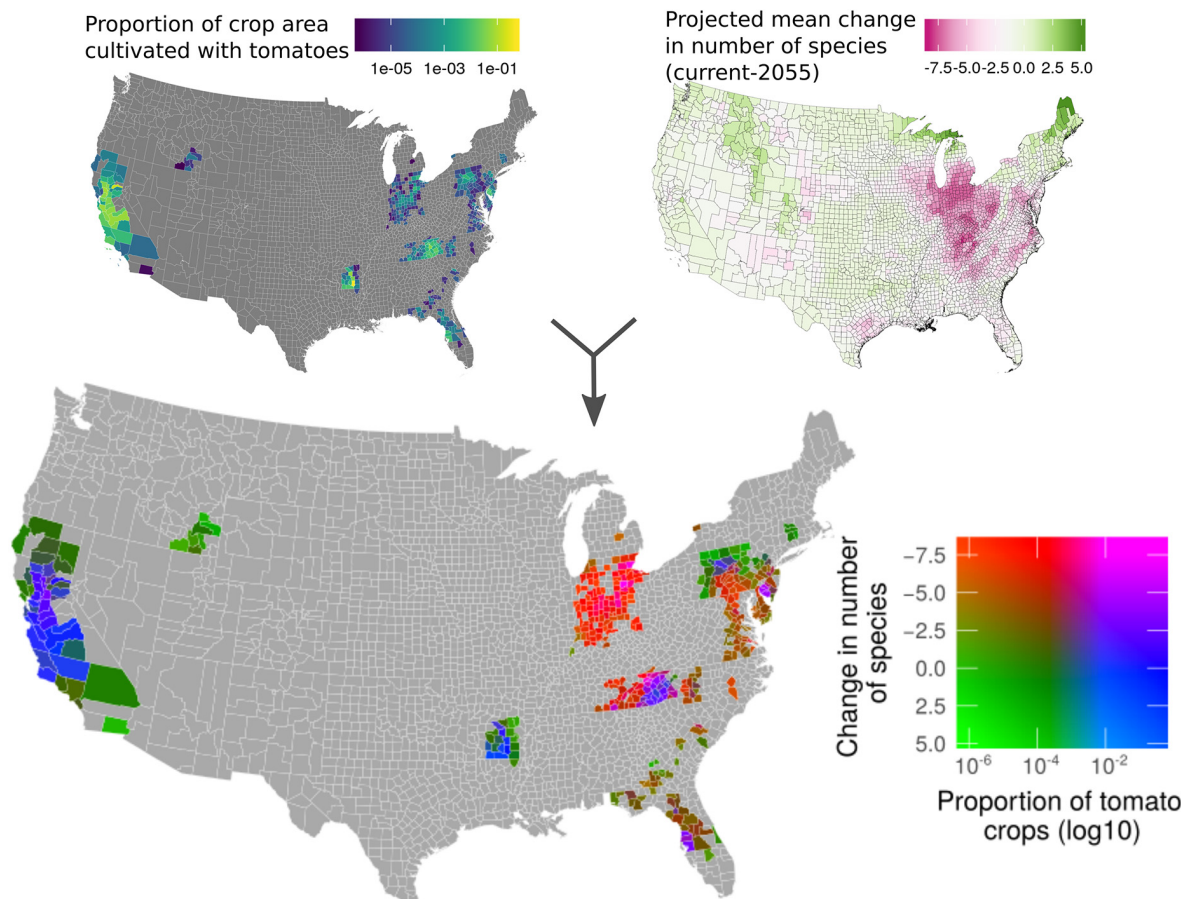 Proportion of crop area
cultivated with tomatoes
1e-05 1e-03 1e-01
Projected mean change
in number of species
(current-2055)
-7.5 -5.0 -2.5 0.0 2.5 5.0
Change in number
of species
−7.5
−5.0
−2.5
0.0
2.5
5.0
10-6 10-4 10-2
Proportion of tomato
crops (log10)